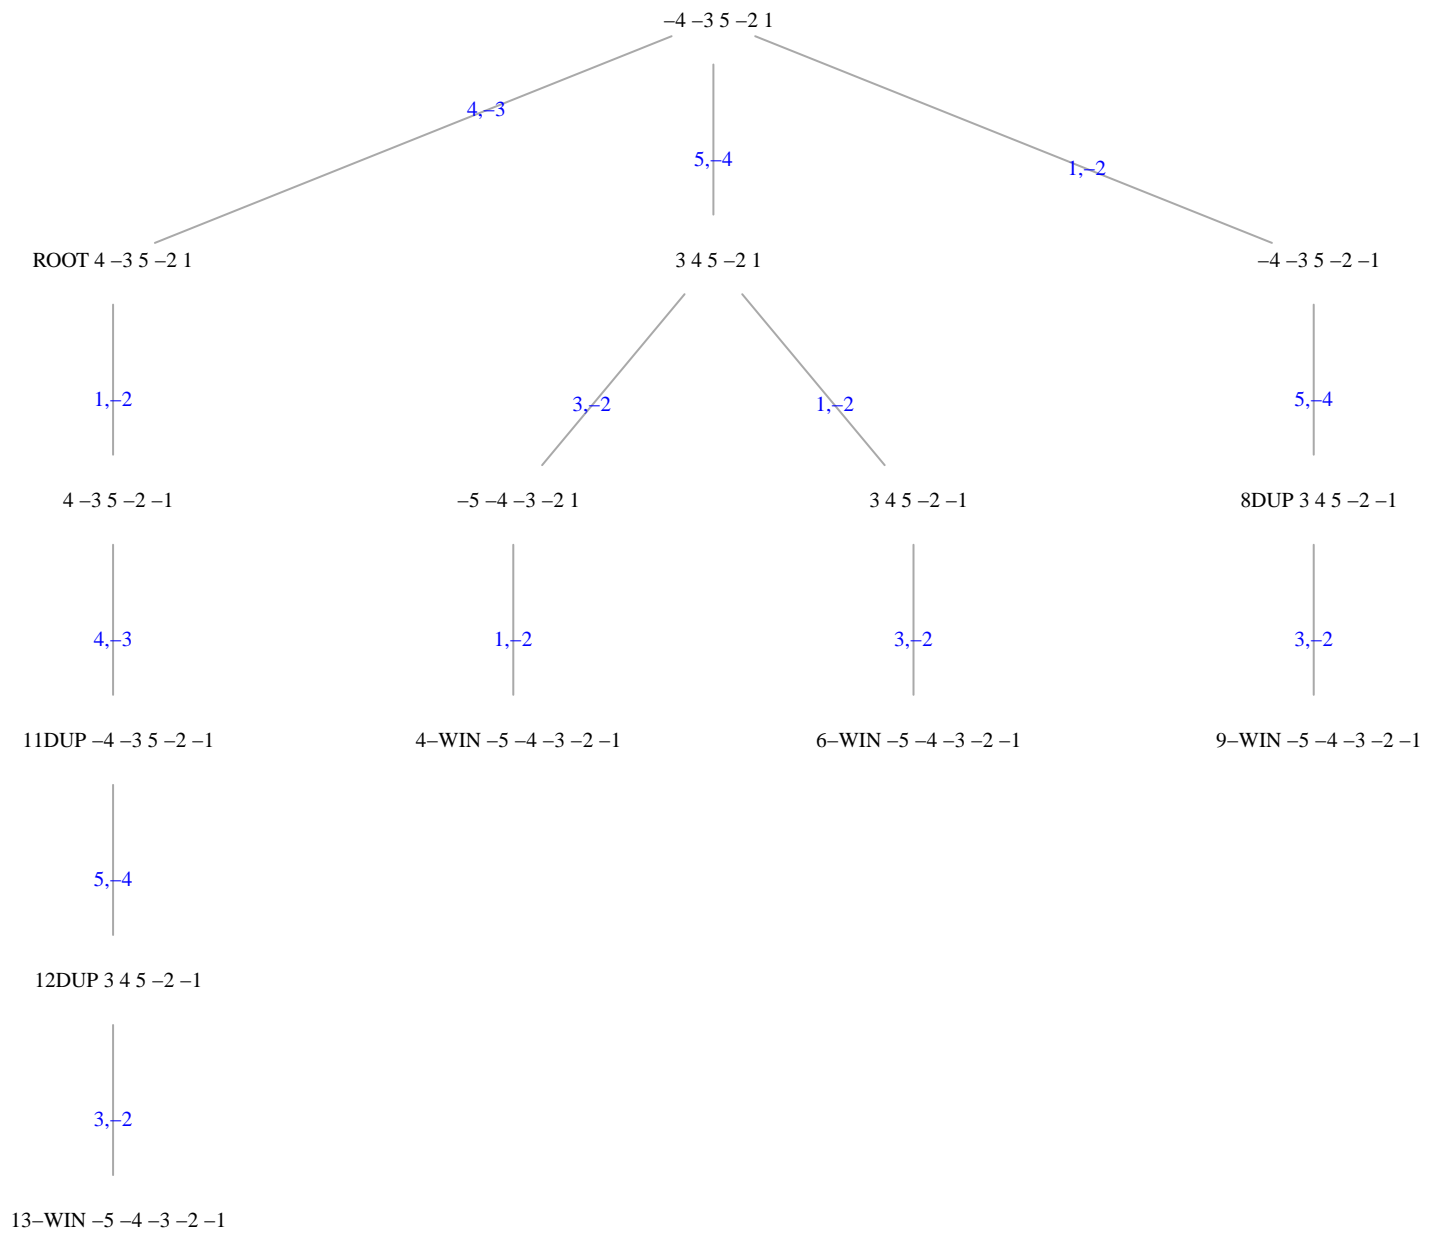 –4 –3 5 –2 1
4,–3
5,–4
1,–2
ROOT 4 –3 5 –2 1
3 4 5 –2 1
–4 –3 5 –2 –1
1,–2
3,–2
1,–2
5,–4
4 –3 5 –2 –1
–5 –4 –3 –2 1
3 4 5 –2 –1
8DUP 3 4 5 –2 –1
4,–3
1,–2
3,–2
3,–2
11DUP –4 –3 5 –2 –1
4–WIN –5 –4 –3 –2 –1
6–WIN –5 –4 –3 –2 –1
9–WIN –5 –4 –3 –2 –1
5,–4
12DUP 3 4 5 –2 –1
3,–2
13–WIN –5 –4 –3 –2 –1